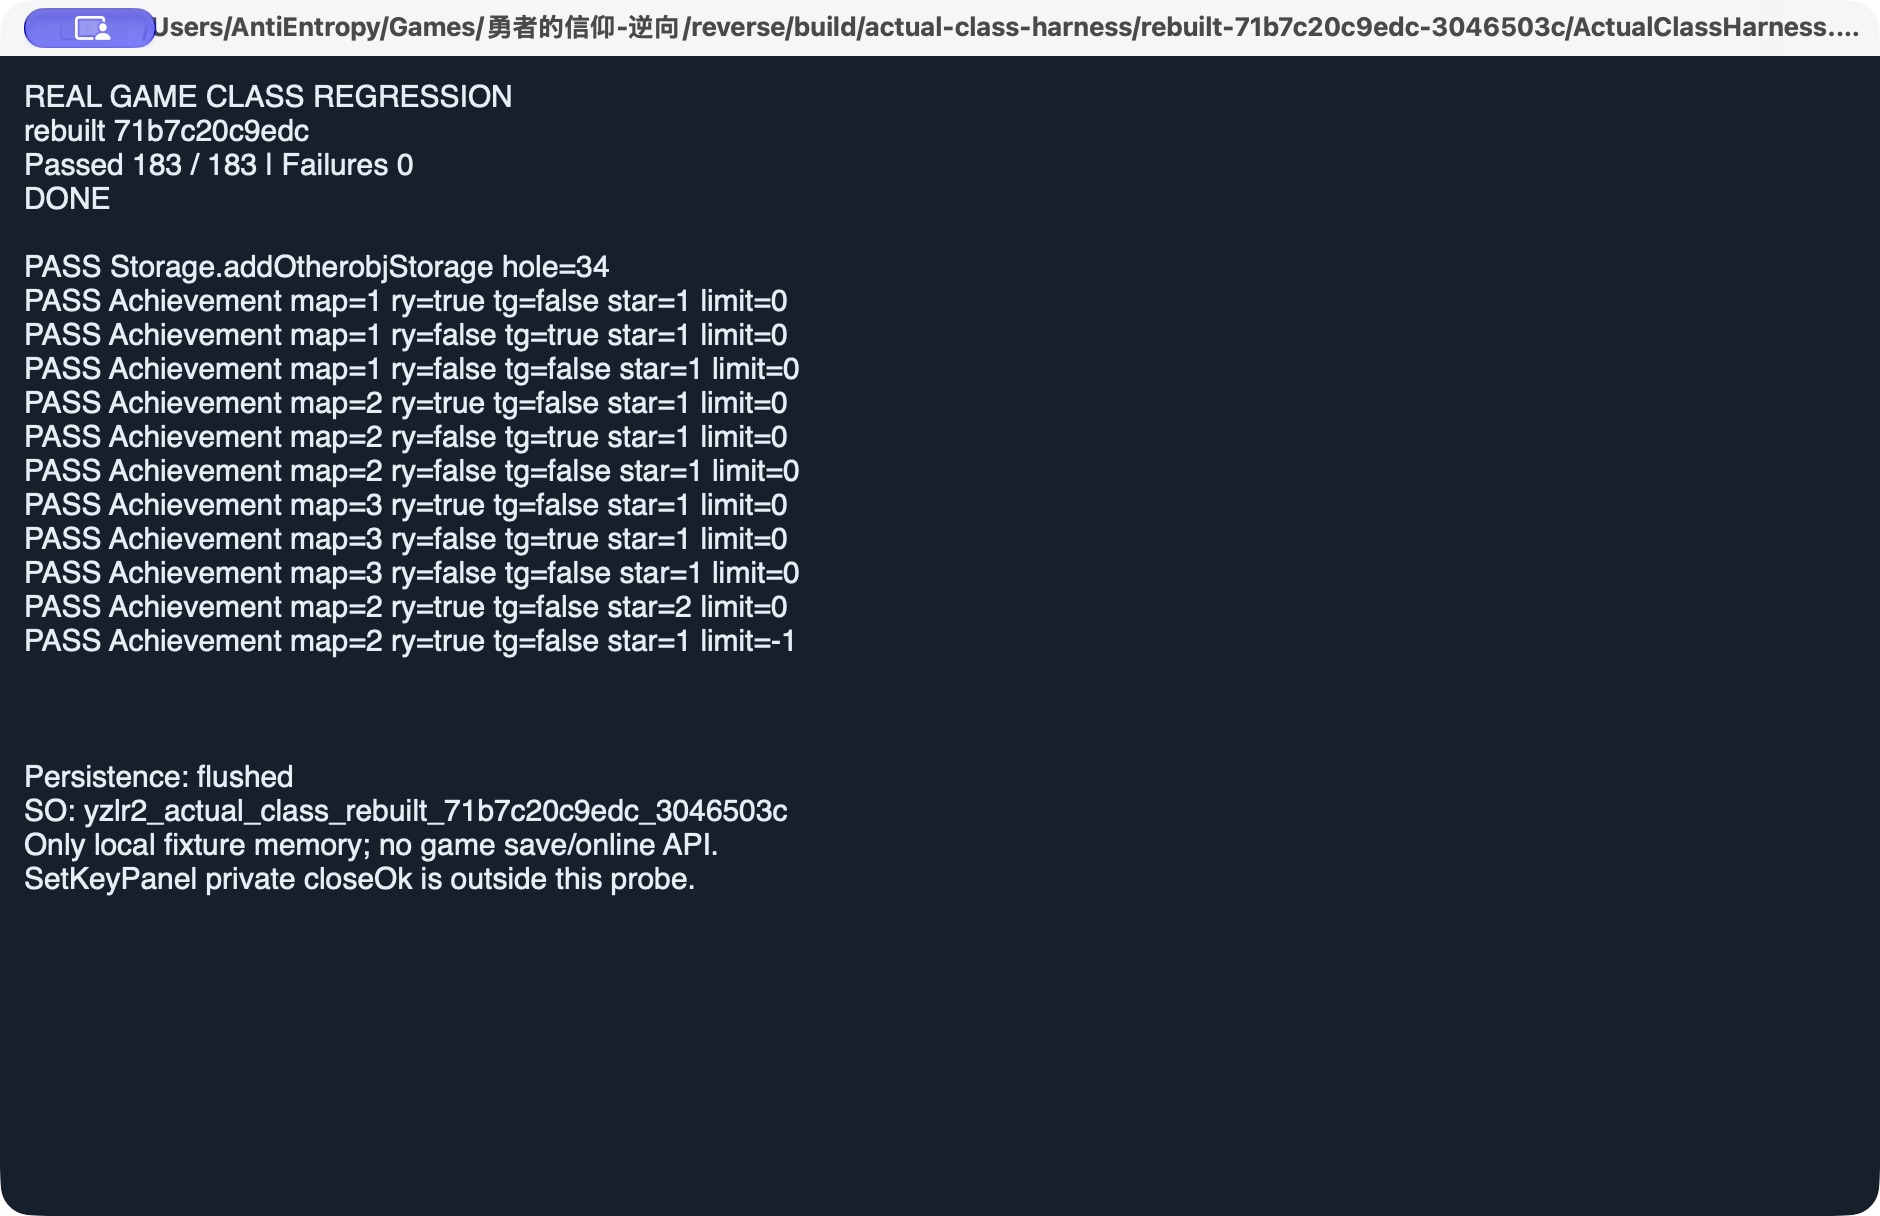 /Users/AntiEntropy/Games/勇者的信仰-逆向/reverse/build/actual-class-harness/rebuilt-71b7c20c9edc-3046503c/ActualClassHarness....
REAL GAME CLASS REGRESSION
rebuilt 71b7c20c9edc
Passed 183 / 183 | Failures 0
DONE
PASS Storage.addOtherobjStorage hole=34
PASS Achievement map=1 ry=true tg=false star=1 limit=0
PASS Achievement map=1 ry=false tg=true star=1 limit=0
PASS Achievement map=1 ry=false tg=false star=1 limit=0
PASS Achievement map=2 ry=true tg=false star=1 limit=0
PASS Achievement map=2 ry=false tg=true star=1 limit=0
PASS Achievement map=2 ry=false tg=false star=1 limit=0
PASS Achievement map=3 ry=true tg=false star=1 limit=0
PASS Achievement map=3 ry=false tg=true star=1 limit=0
PASS Achievement map=3 ry=false tg=false star=1 limit=0
PASS Achievement map=2 ry=true tg=false star=2 limit=0
PASS Achievement map=2 ry=true tg=false star=1 limit=-1
Persistence: flushed
SO: yzlr2_actual_class_rebuilt_71b7c20c9edc_3046503c
Only local fixture memory; no game save/online API.
SetKeyPanel private closeOk is outside this probe.